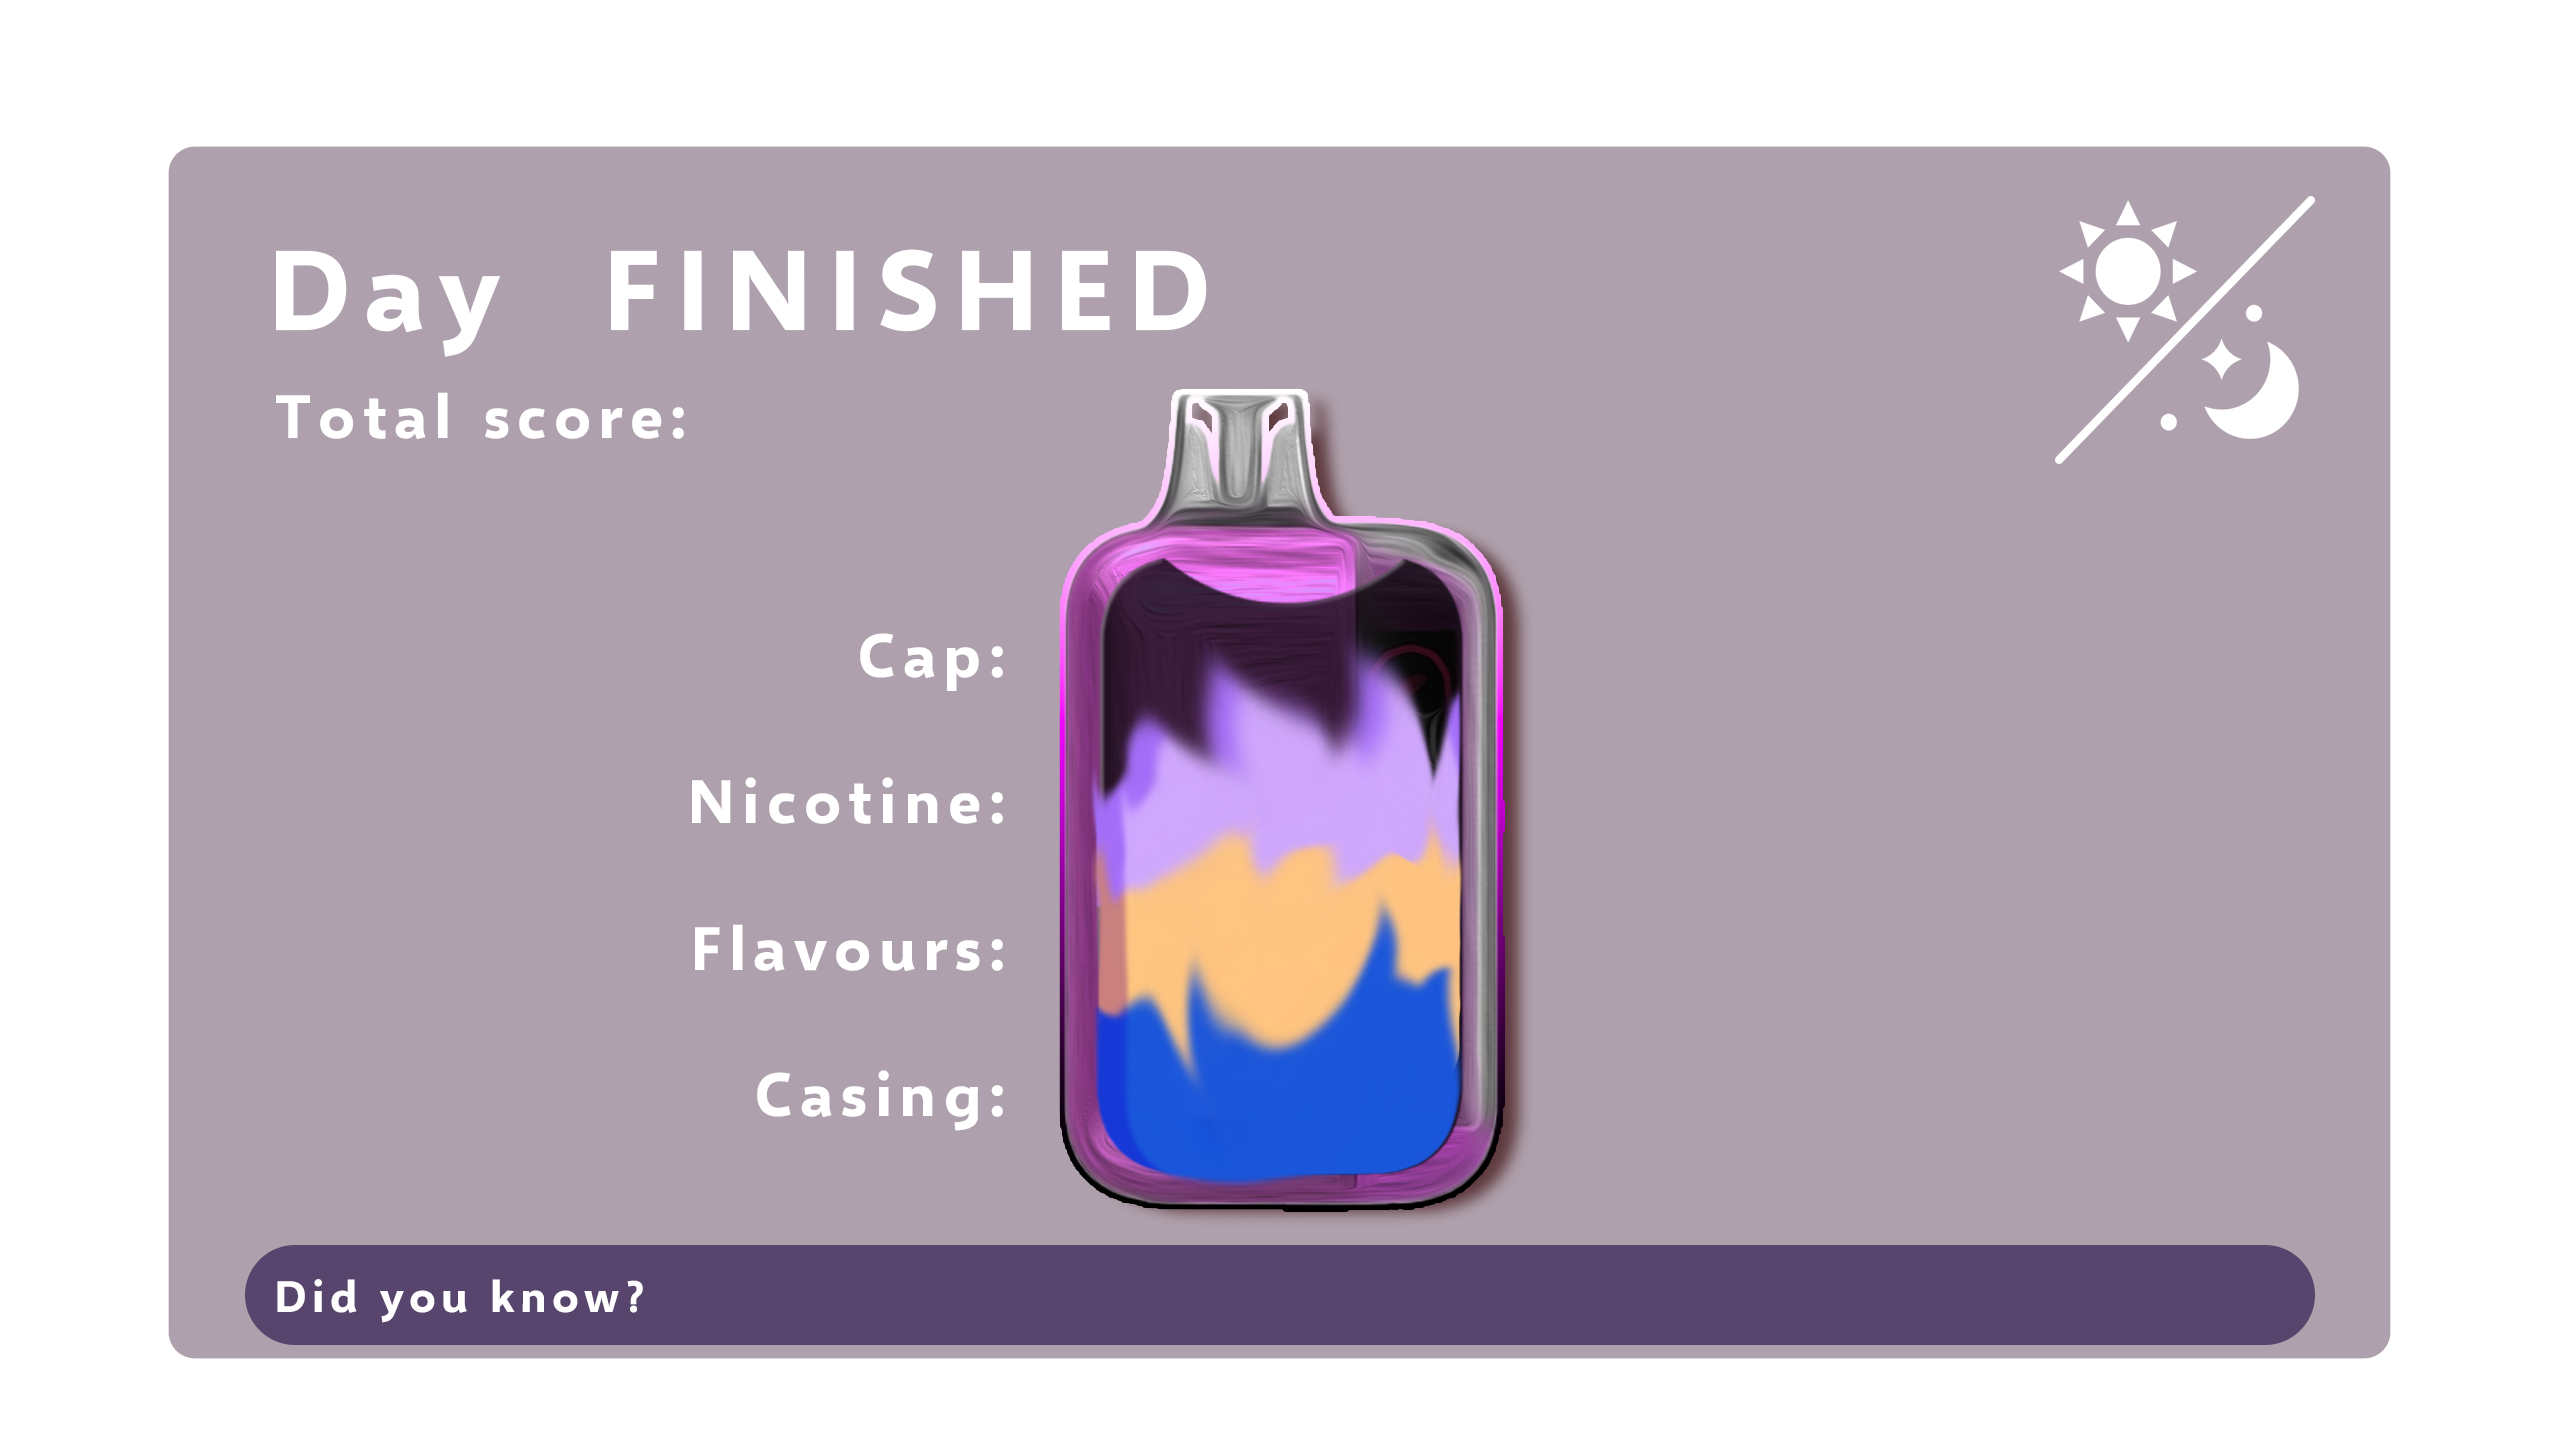 Day FINISHED
Total score:
Cap:
Nicotine:
Flavours:
Casing:
Did you know?